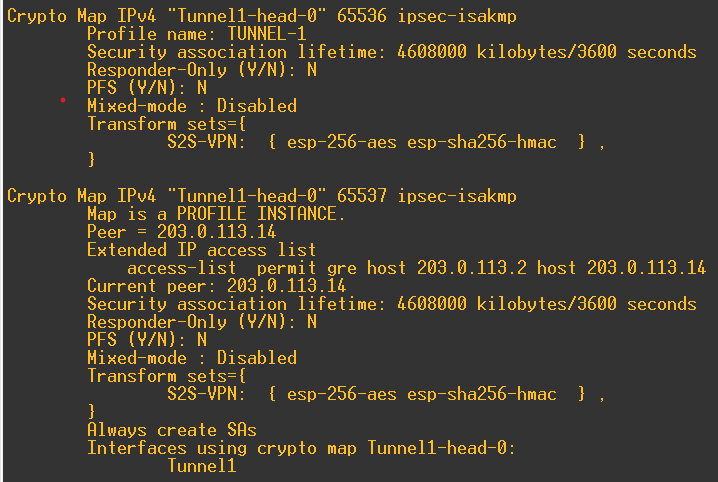 Crypto Map IPv4 "Tunnel1-head-0" 65536 ipsec-isakmp
Profile name: TUNNEL-1
Security association lifetime: 4608000 kilobytes/3600 seconds
Responder-Only (Y/N): N
PFS (Y/N): N
Mixed-mode : Disabled
Transform sets={
S2S-VPN:  { esp-256-aes esp-sha256-hmac  } ,
}
Crypto Map IPv4 "Tunnel1-head-0" 65537 ipsec-isakmp
Map is a PROFILE INSTANCE.
Peer = 203.0.113.14
Extended IP access list
access-list  permit gre host 203.0.113.2 host 203.0.113.14
Current peer: 203.0.113.14
Security association lifetime: 4608000 kilobytes/3600 seconds
Responder-Only (Y/N): N
PFS (Y/N): N
Mixed-mode : Disabled
Transform sets={
S2S-VPN:  { esp-256-aes esp-sha256-hmac  } ,
}
Always create SAs
Interfaces using crypto map Tunnel1-head-0:
Tunnel1